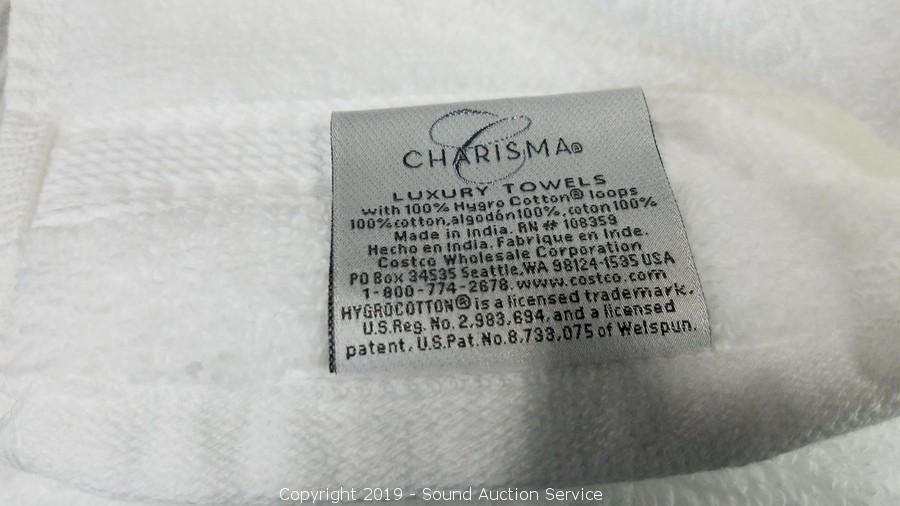 CHARISMA®
LUXURY TOWELS
with 100% Hygro Cotton® loops
100%cotton,algodón100%,coton 100%
Made in India. RN # 108359
Hecho en India. Fabrique en Inde.
Costco Wholesale Corporation
PO Box 34535 Seattle,WA 98124-1535 USA
1-800-774-2678.www.costco.com
HYGROCOTTON® is a licensed trademark.
U.S.Reg. No.2,983,694, and a licensed
patent, U.S.Pat.No.8,733,075 of Welspun.
Copyright 2019 - Sound Auction Service